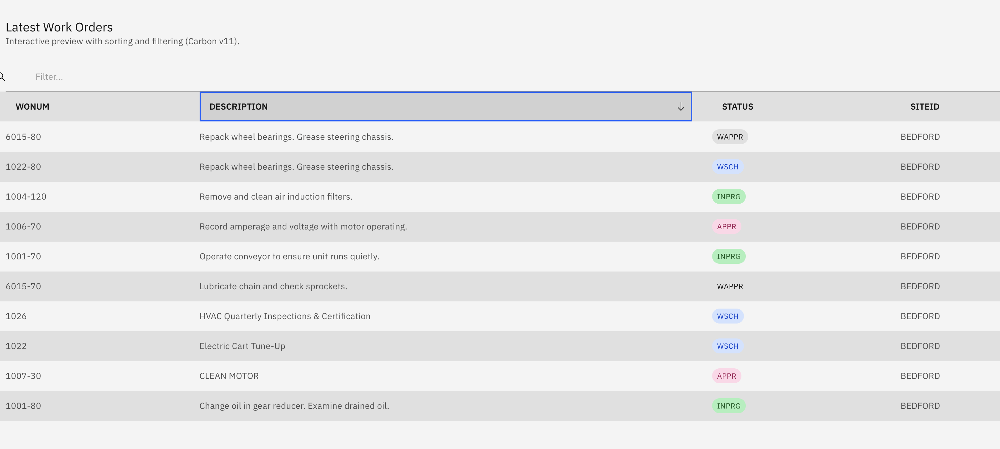 Latest Work Orders
Interactive preview with sorting and filtering (Carbon v11).
Filter...
WONUM DESCRIPTION STATUS SITEID
6015-80 Repack wheel bearings. Grease steering chassis. WAPPR BEDFORD
1022-80 Repack wheel bearings. Grease steering chassis. WSCH BEDFORD
1004-120 Remove and clean air induction filters. INPRG BEDFORD
1006-70 Record amperage and voltage with motor operating. APPR BEDFORD
1001-70 Operate conveyor to ensure unit runs quietly. INPRG BEDFORD
6015-70 Lubricate chain and check sprockets. WAPPR BEDFORD
1026 HVAC Quarterly Inspections & Certification WSCH BEDFORD
1022 Electric Cart Tune-Up WSCH BEDFORD
1007-30 CLEAN MOTOR APPR BEDFORD
1001-80 Change oil in gear reducer. Examine drained oil. INPRG BEDFORD